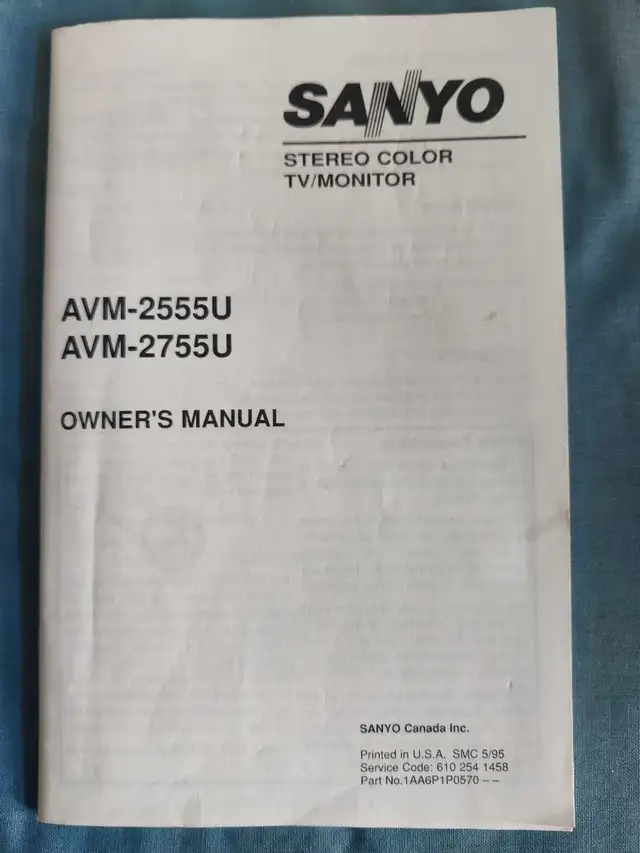 SANYO
STEREO COLOR
TV/MONITOR
AVM-2555U
AVM-2755U
OWNER'S MANUAL
SANYO Canada Inc.
Printed in U.S.A. SMC 5/95
Service Code: 610 254 1458
Part No.1AA6P1P0570 – –